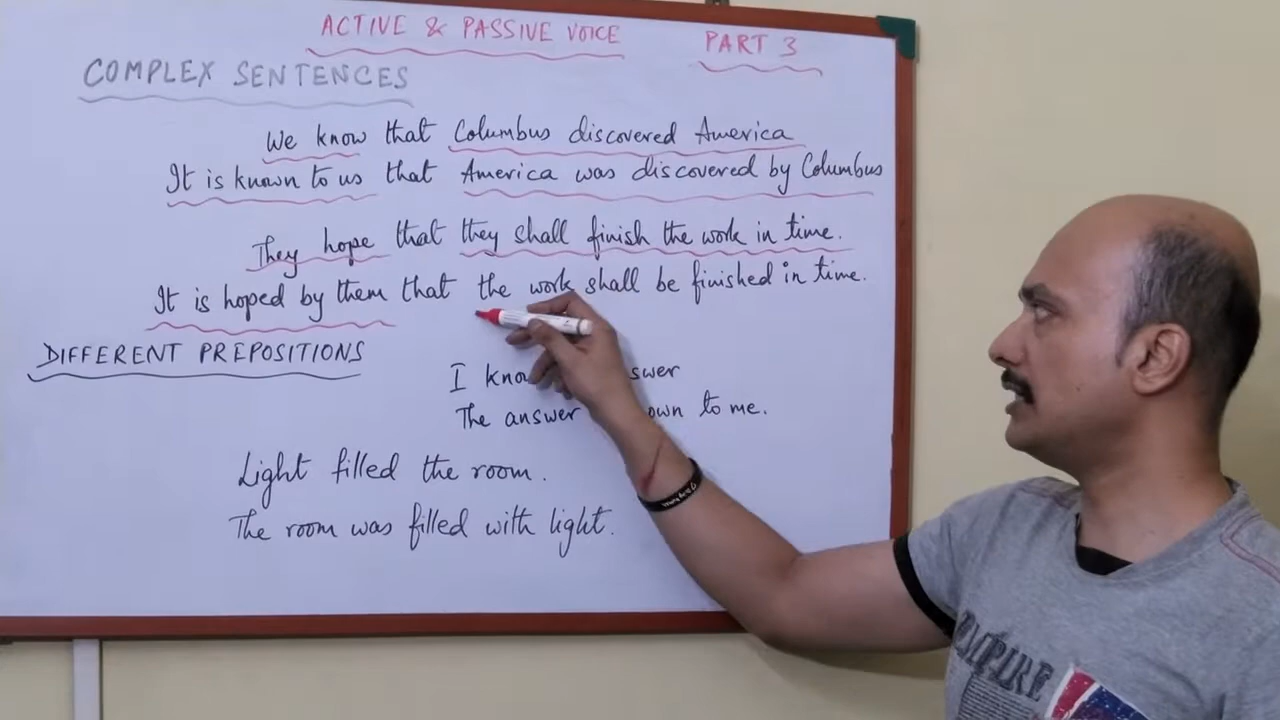 ACTIVE & PASSIVE VOICE PART 3
COMPLEX SENTENCES
We know that Columbus discovered America
It is known to us that America was discovered by Columbus
They hope that they shall finish the work in time.
It is hoped by them that the work shall be finished in time.
DIFFERENT PREPOSITIONS
I kno swer
The answer own to me.
Light filled the room.
The room was filled with light.
EMPIRE